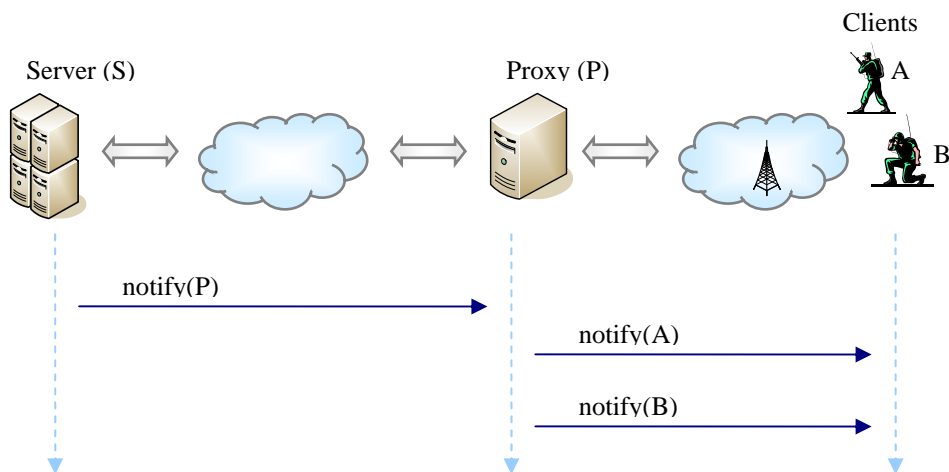 Clients
Server (S)
Proxy (P)
A
B
notify(P)
notify(A)
notify(B)